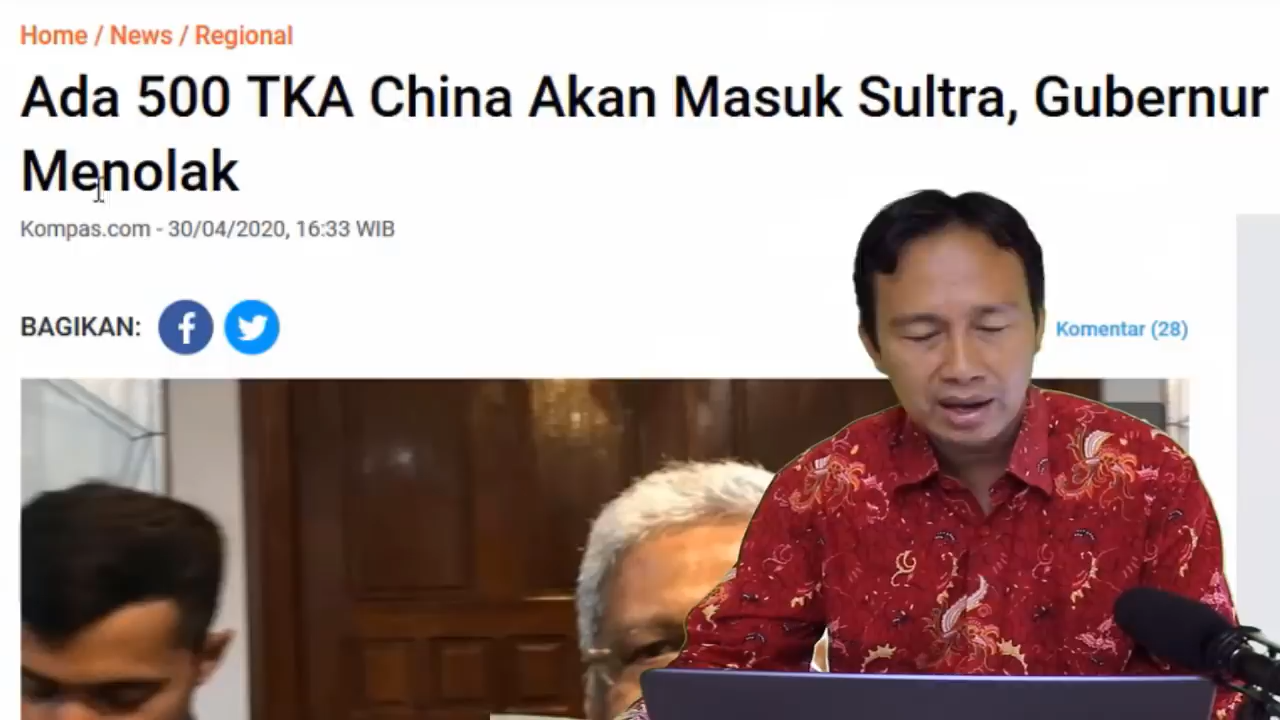 Home / News / Regional
Ada 500 TKA China Akan Masuk Sultra, Gubernur
Menolak
Kompas.com - 30/04/2020, 16:33 WIB
BAGIKAN:
Komentar (28)